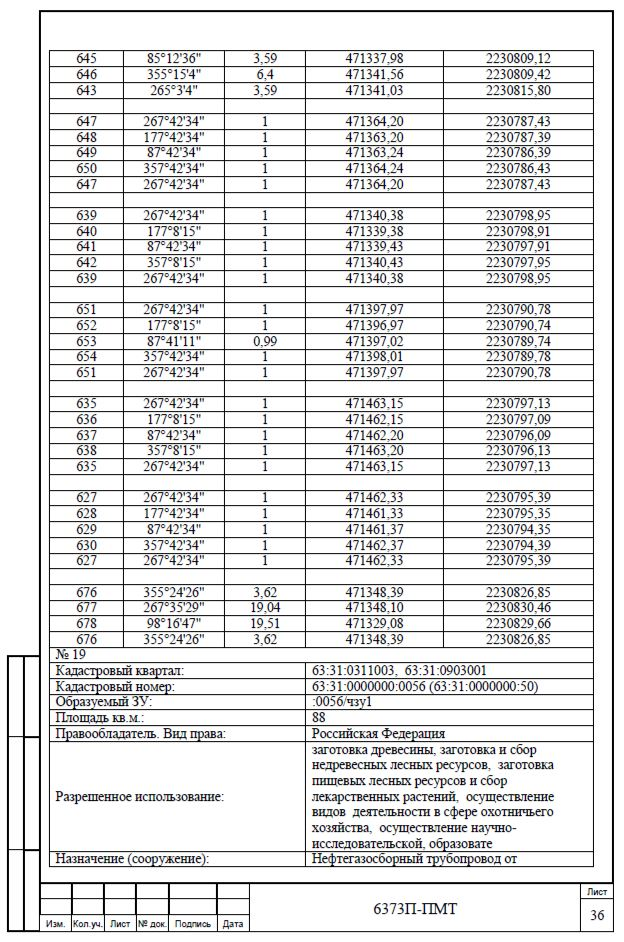 645 85°12'36" 3,59 471337,98 2230809,12
646 355°15'4" 6,4 471341,56 2230809,42
643 265°3'4" 3,59 471341,03 2230815,80
647 267°42'34" 1 471364,20 2230787,43
648 177°42'34" 1 471363,20 2230787,39
649 87°42'34" 1 471363,24 2230786,39
650 357°42'34" 1 471364,24 2230786,43
647 267°42'34" 1 471364,20 2230787,43
639 267°42'34" 1 471340,38 2230798,95
640 177°8'15" 1 471339,38 2230798,91
641 87°42'34" 1 471339,43 2230797,91
642 357°8'15" 1 471340,43 2230797,95
639 267°42'34" 1 471340,38 2230798,95
651 267°42'34" 1 471397,97 2230790,78
652 177°8'15" 1 471396,97 2230790,74
653 87°41'11" 0,99 471397,02 2230789,74
654 357°42'34" 1 471398,01 2230789,78
651 267°42'34" 1 471397,97 2230790,78
635 267°42'34" 1 471463,15 2230797,13
636 177°8'15" 1 471462,15 2230797,09
637 87°42'34" 1 471462,20 2230796,09
638 357°8'15" 1 471463,20 2230796,13
635 267°42'34" 1 471463,15 2230797,13
627 267°42'34" 1 471462,33 2230795,39
628 177°42'34" 1 471461,33 2230795,35
629 87°42'34" 1 471461,37 2230794,35
630 357°42'34" 1 471462,37 2230794,39
627 267°42'34" 1 471462,33 2230795,39
676 355°24'26" 3,62 471348,39 2230826,85
677 267°35'29" 19,04 471348,10 2230830,46
678 98°16'47" 19,51 471329,08 2230829,66
676 355°24'26" 3,62 471348,39 2230826,85
№ 19
Кадастровый квартал: 63:31:0311003, 63:31:0903001
Кадастровый номер: 63:31:0000000:0056 (63:31:0000000:50)
Образуемый ЗУ: :0056/чзу1
Площадь кв.м.: 88
Правообладатель. Вид права: Российская Федерация
Разрешенное использование: заготовка древесины, заготовка и сбор
недревесных лесных ресурсов, заготовка
пищевых лесных ресурсов и сбор
лекарственных растений, осуществление
видов деятельности в сфере охотничьего
хозяйства, осуществление научно-
исследовательской, образовате
Назначение (сооружение): Нефтегазосборный трубопровод от
6373П-ПМТ
Лист
36
Изм. Кол.уч. Лист № док. Подпись Дата